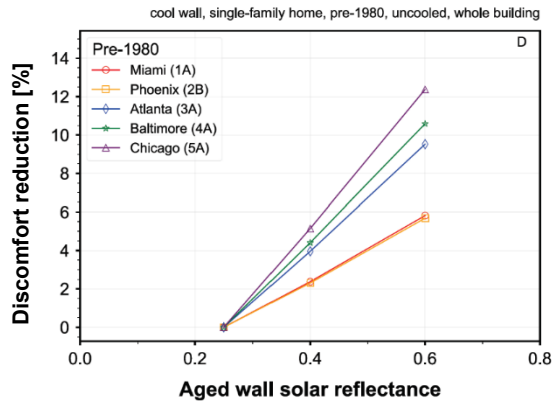 cool wall, single-family home, pre-1980, uncooled, whole building
D
Pre-1980
Miami (1A)
Phoenix (2B)
Atlanta (3A)
Baltimore (4A)
Chicago (5A)
Discomfort reduction [%]
14
12
10
8
6
4
2
0
0.0 0.2 0.4 0.6 0.8
Aged wall solar reflectance